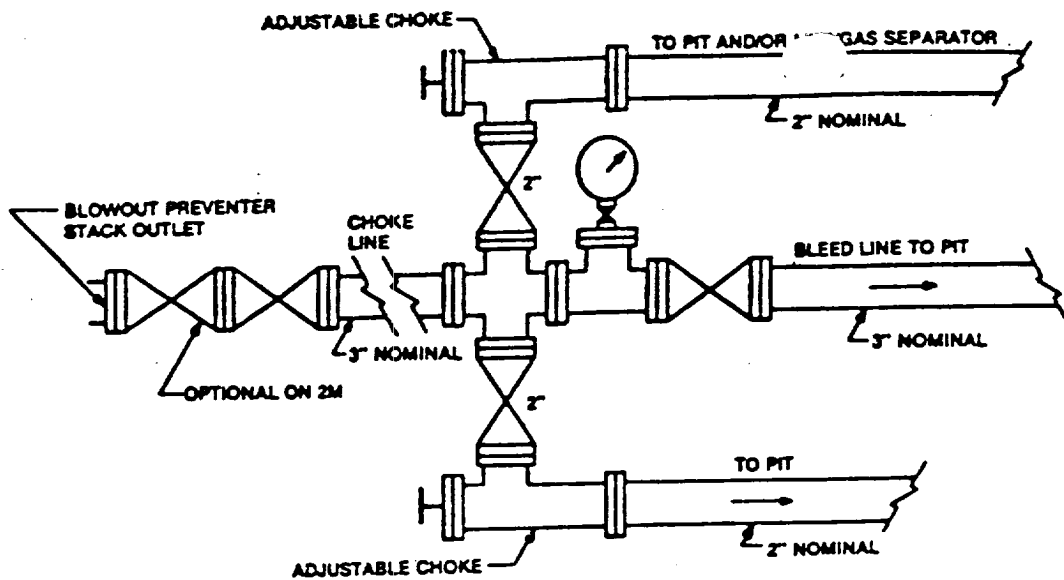 ADJUSTABLE CHOKE
TO PIT AND/OR GAS SEPARATOR
2" NOMINAL
2"
BLOWOUT PREVENTER
STACK OUTLET
CHOKE
LINE
BLEED LINE TO PIT
3" NOMINAL
3" NOMINAL
OPTIONAL ON 2M
2"
TO PIT
2" NOMINAL
ADJUSTABLE CHOKE